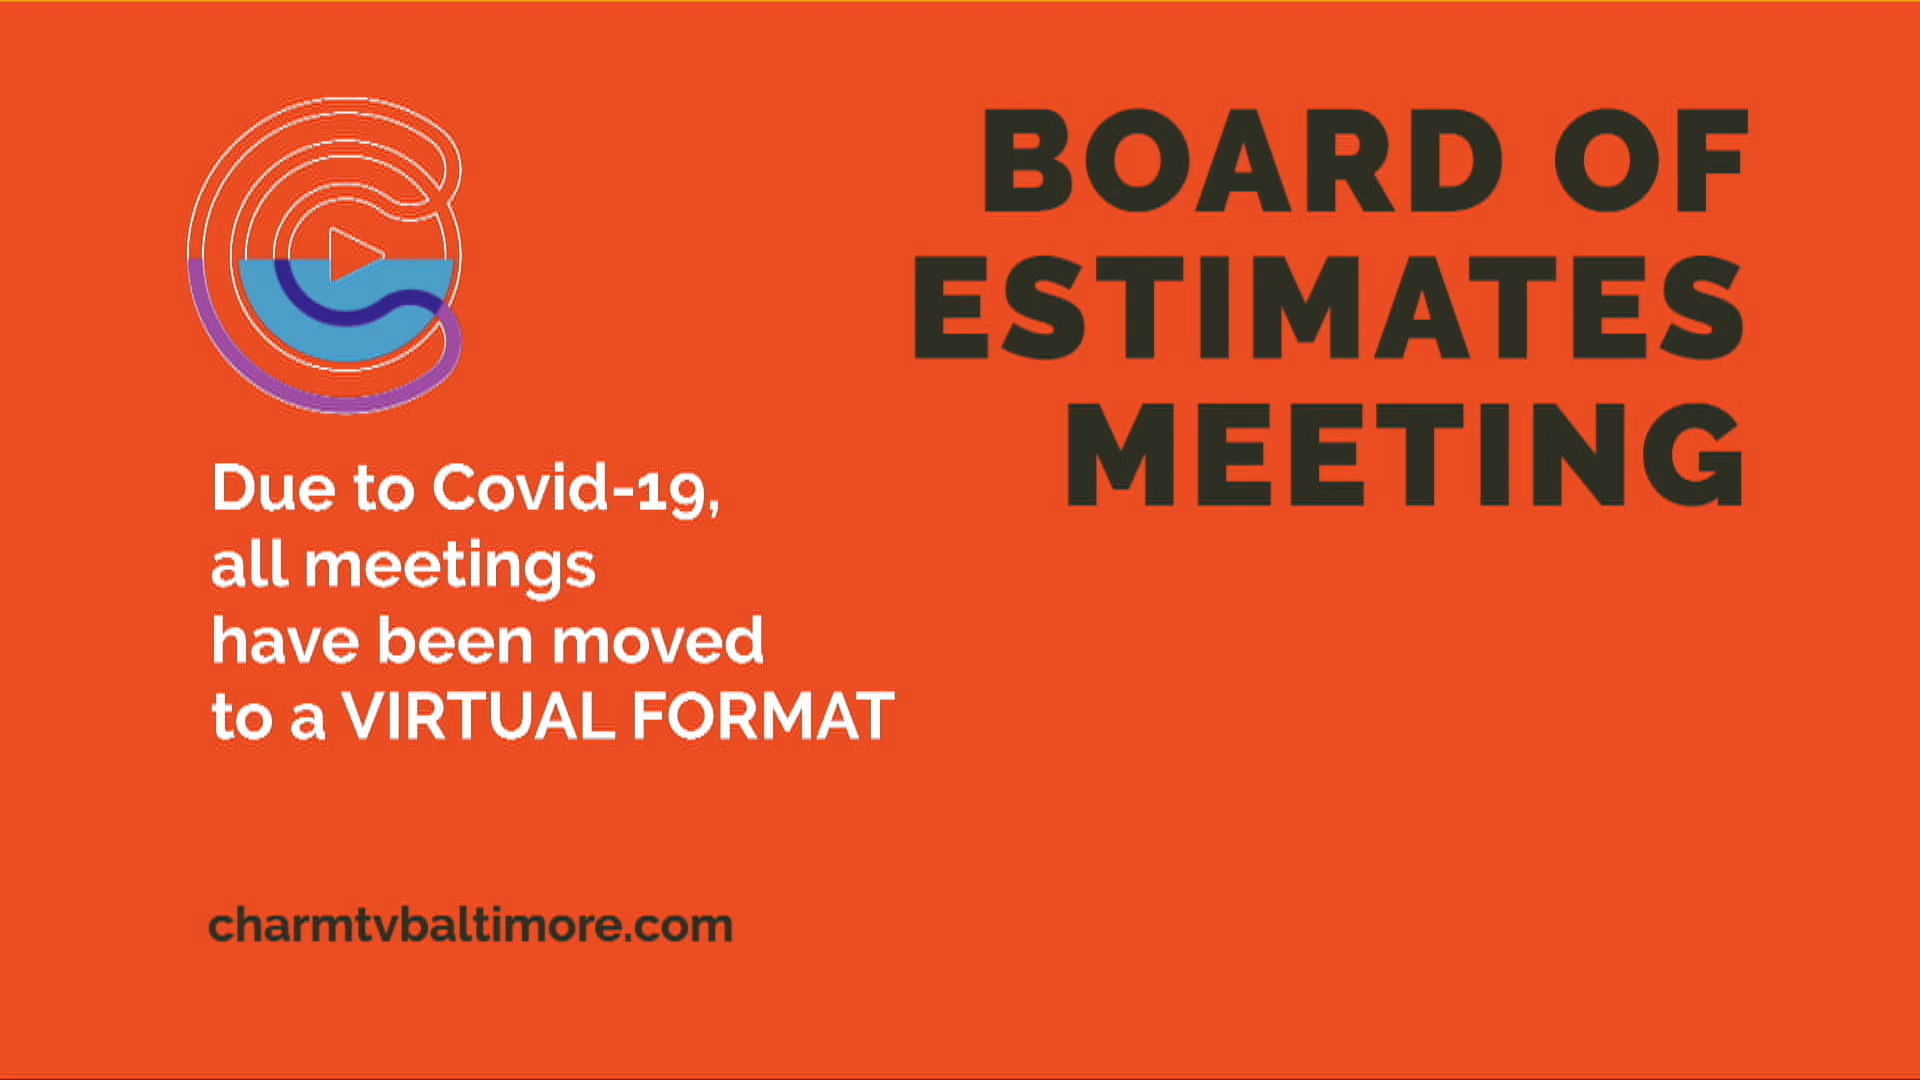 BOARD OF
ESTIMATES
MEETING
Due to Covid-19,
all meetings
have been moved
to a VIRTUAL FORMAT
charmtvbaltimore.com